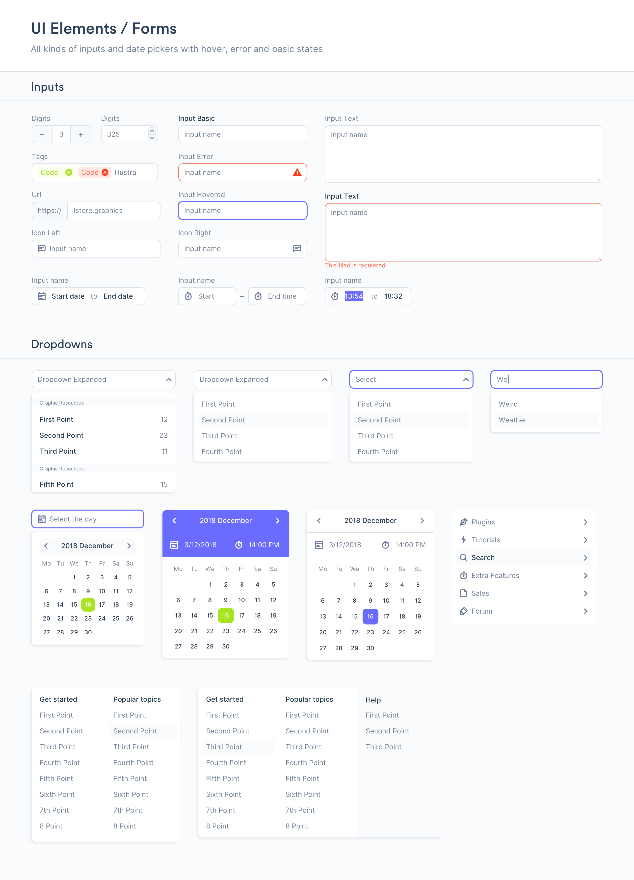 UI Elements / Forms
All kinds of inputs and date pickers with hover, error and basic states
Inputs
Digits
Digits
Input Basic
Input Text
− 3 +
325
Input name
Input name
Tags
Input Error
Code
Code
Ilustra
Input name
Url
Input Hovered
Input Text
https://
Istore.graphics
Input name
Input name
Icon Left
Icon Right
Input name
Input name
This filed is requiered
Input name
Input name
Input name
Start date to End date
Start – End time
13:54 to 18:32
Dropdowns
Dropdown Expanded
Dropdown Expanded
Select
We
Graphic Resources
First Point 12
Second Point 23
Third Point 11
Graphic Resources
Fifth Point 15
First Point
Second Point
Third Point
Fourth Point
First Point
Second Point
Third Point
Fourth Point
Weird
Weather
Select the day
2018 December
Mo Tu We Th Fr Sa Su
1 2 3 4 5
6 7 8 9 10 11 12
13 14 15 16 17 18 19
20 21 22 23 24 25 26
27 28 29 30
2018 December
3/12/2018 14:00 PM
Mo Tu We Th Fr Sa Su
1 2 3 4 5
6 7 8 9 10 11 12
13 14 15 16 17 18 19
20 21 22 23 24 25 26
27 28 29 30
2018 December
3/12/2018 14:00 PM
Mo Tu We Th Fr Sa Su
1 2 3 4 5
6 7 8 9 10 11 12
13 14 15 16 17 18 19
20 21 22 23 24 25 26
27 28 29 30
Plugins
Tutorials
Search
Extra Features
Sales
Forum
Get started
First Point
Second Point
Third Point
Fourth Point
Fifth Point
Sixth Point
7th Point
8 Point
Popular topics
First Point
Second Point
Third Point
Fourth Point
Fifth Point
Sixth Point
7th Point
8 Point
Get started
First Point
Second Point
Third Point
Fourth Point
Fifth Point
Sixth Point
7th Point
8 Point
Popular topics
First Point
Second Point
Third Point
Fourth Point
Fifth Point
Sixth Point
7th Point
8 Point
Help
First Point
Second Point
Third Point